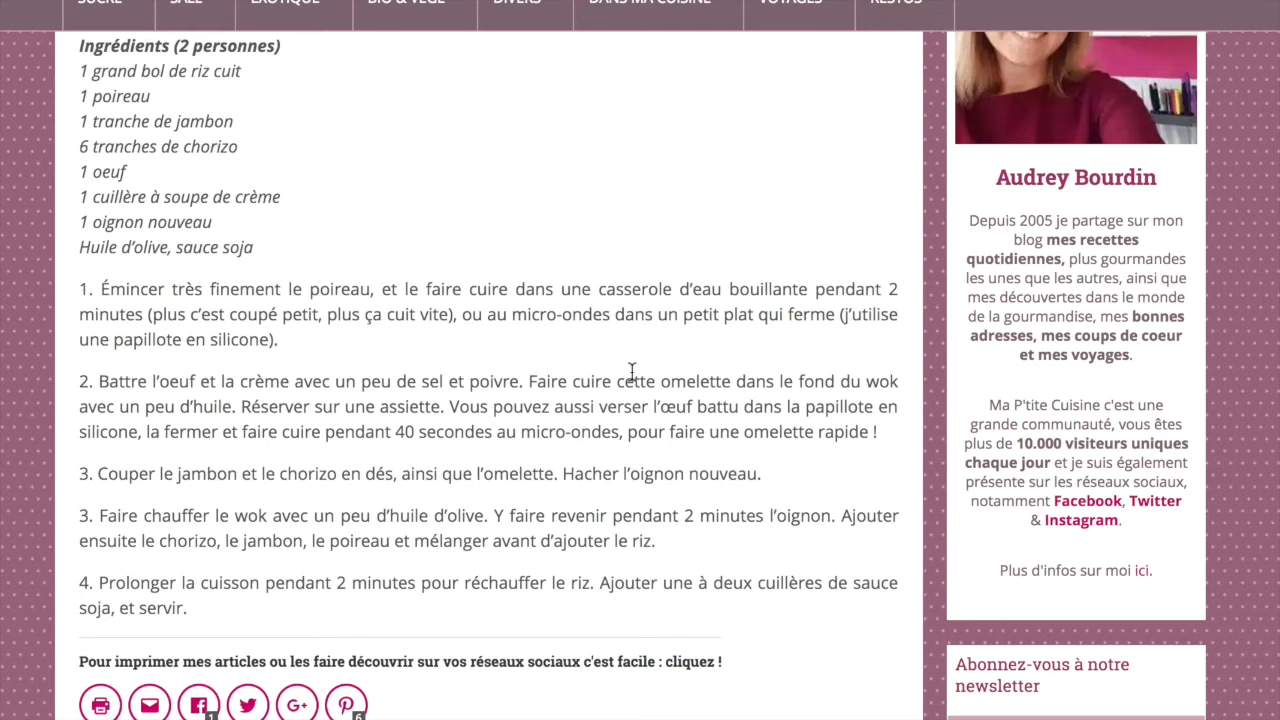 SUCRÉ SALÉ EXOTIQUE BIO & VÉGÉ DIVERS DANS MA CUISINE VOYAGES RESTOS
Ingrédients (2 personnes)
1 grand bol de riz cuit
1 poireau
1 tranche de jambon
6 tranches de chorizo
1 oeuf
1 cuillère à soupe de crème
1 oignon nouveau
Huile d’olive, sauce soja
1. Émincer très finement le poireau, et le faire cuire dans une casserole d’eau bouillante pendant 2
minutes (plus c’est coupé petit, plus ça cuit vite), ou au micro-ondes dans un petit plat qui ferme (j’utilise
une papillote en silicone).
2. Battre l’oeuf et la crème avec un peu de sel et poivre. Faire cuire cette omelette dans le fond du wok
avec un peu d’huile. Réserver sur une assiette. Vous pouvez aussi verser l’œuf battu dans la papillote en
silicone, la fermer et faire cuire pendant 40 secondes au micro-ondes, pour faire une omelette rapide !
3. Couper le jambon et le chorizo en dés, ainsi que l’omelette. Hacher l’oignon nouveau.
3. Faire chauffer le wok avec un peu d’huile d’olive. Y faire revenir pendant 2 minutes l’oignon. Ajouter
ensuite le chorizo, le jambon, le poireau et mélanger avant d’ajouter le riz.
4. Prolonger la cuisson pendant 2 minutes pour réchauffer le riz. Ajouter une à deux cuillères de sauce
soja, et servir.
Pour imprimer mes articles ou les faire découvrir sur vos réseaux sociaux c'est facile : cliquez !
G+
1
6
Audrey Bourdin
Depuis 2005 je partage sur mon
blog mes recettes
quotidiennes, plus gourmandes
les unes que les autres, ainsi que
mes découvertes dans le monde
de la gourmandise, mes bonnes
adresses, mes coups de coeur
et mes voyages.
Ma P'tite Cuisine c'est une
grande communauté, vous êtes
plus de 10.000 visiteurs uniques
chaque jour et je suis également
présente sur les réseaux sociaux,
notamment Facebook, Twitter
& Instagram.
Plus d'infos sur moi ici.
Abonnez-vous à notre
newsletter